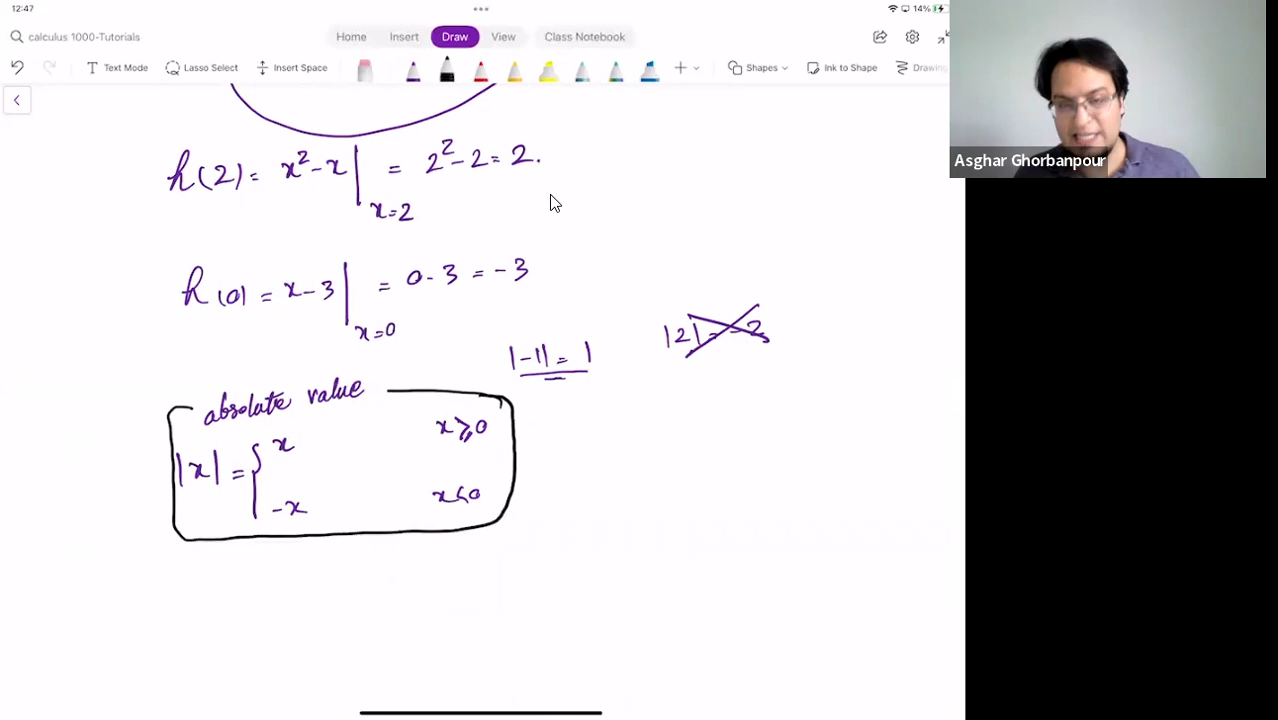 12:47
14%
calculus 1000-Tutorials
Home Insert Draw View Class Notebook
Text Mode Lasso Select Insert Space Shapes Ink to Shape Drawing
Asghar Ghorbanpour
h(2) = x² - x | x=2 = 2² - 2 = 2.
h(0) = x - 3 | x=0 = 0 - 3 = -3
|-1| = 1
|2| = -2
absolute value
|x| = { x x ⩾ 0
-x x < 0